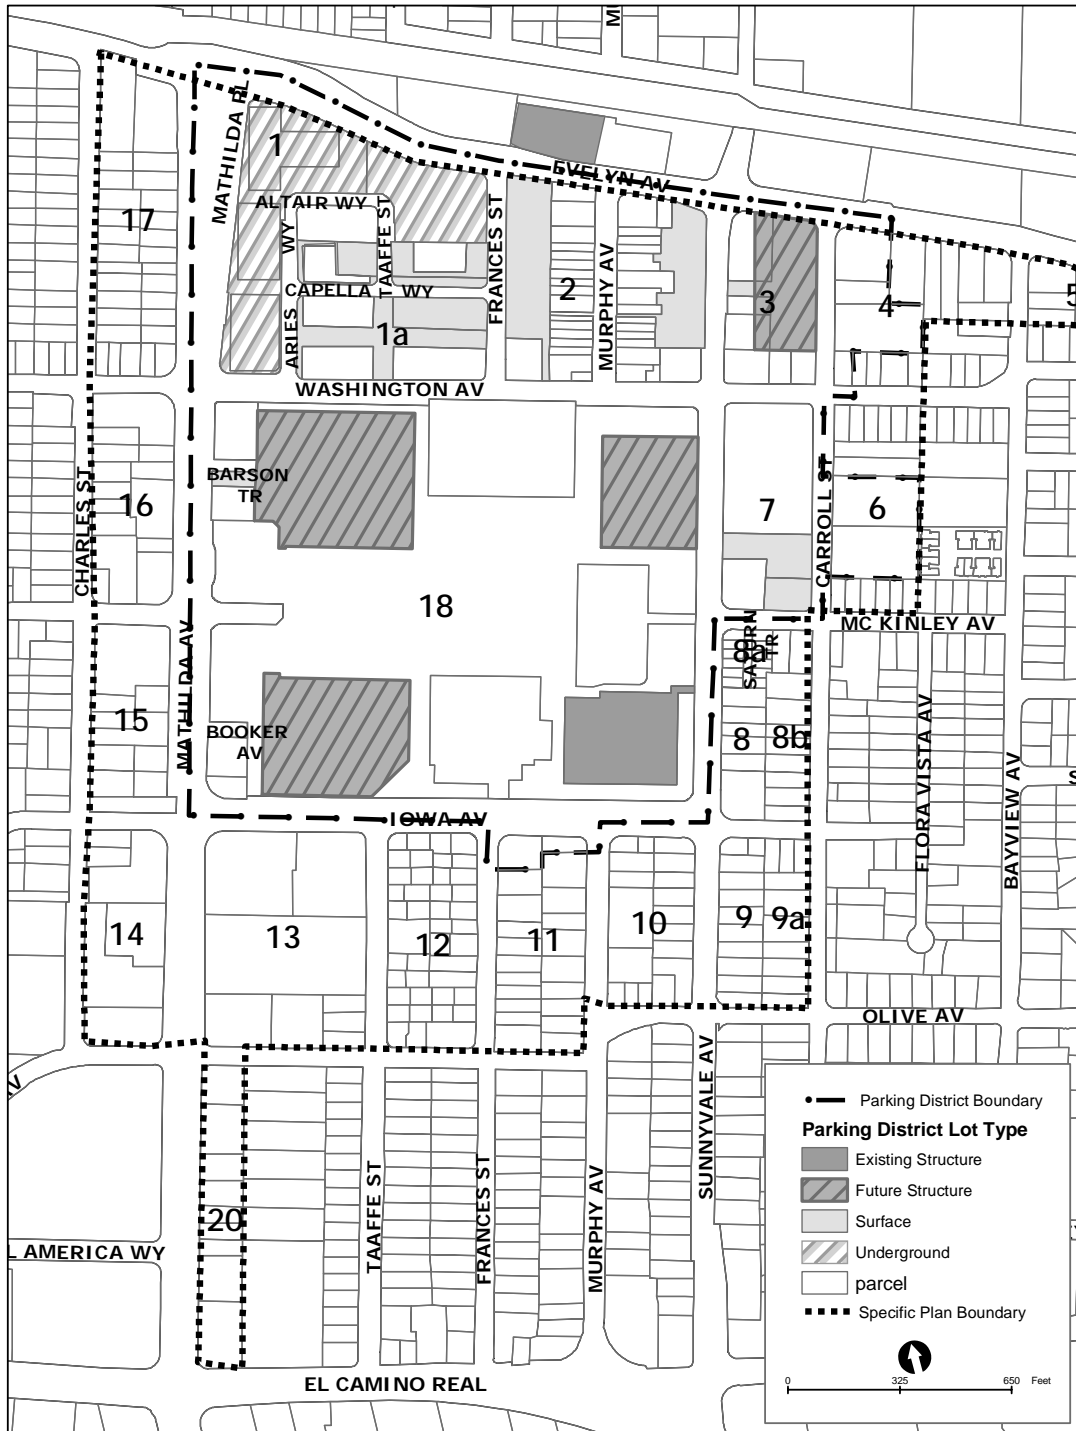 MATHILDA PL
1
EVELYN AV
17
ALTAIR WY
ARIES WY
TAAFFE ST
FRANCES ST
2
MURPHY AV
3
4
5
CAPELLA WY
1a
WASHINGTON AV
BARSON
TR
CHARLES ST
16
7
CARROLL ST
6
18
MC KINLEY AV
MATHILDA AV
8a
SATURN
TR
15
BOOKER
AV
8
8b
FLORA VISTA AV
BAYVIEW AV
S
IOWA AV
14
13
12
11
10
9
9a
OLIVE AV
AV
SUNNYVALE AV
TAAFFE ST
FRANCES ST
MURPHY AV
20
L AMERICA WY
EL CAMINO REAL
Parking District Boundary
Parking District Lot Type
Existing Structure
Future Structure
Surface
Underground
parcel
Specific Plan Boundary
0 325 650 Feet